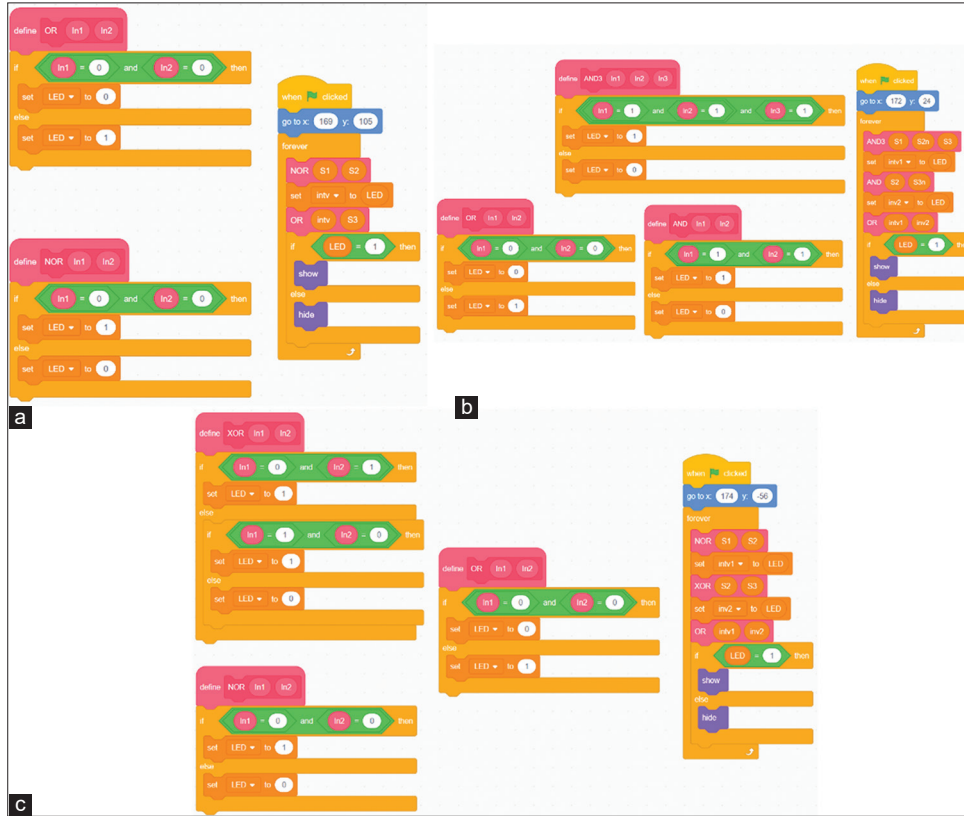 define OR In1 In2
if In1 = 0 and In2 = 0 then
set LED to 0
else
set LED to 1
define NOR In1 In2
if In1 = 0 and In2 = 0 then
set LED to 1
else
set LED to 0
when clicked
go to x: 169 y: 105
forever
NOR S1 S2
set intv to LED
OR intv S3
if LED = 1 then
show
else
hide
a
define AND3 In1 In2 In3
if In1 = 1 and In2 = 1 and In3 = 1 then
set LED to 1
else
set LED to 0
define OR In1 In2
if In1 = 0 and In2 = 0 then
set LED to 0
else
set LED to 1
define AND In1 In2
if In1 = 1 and In2 = 1 then
set LED to 1
else
set LED to 0
when clicked
go to x: 172 y: 24
forever
AND3 S1 S2n S3
set intv1 to LED
AND S2 S3n
set inv2 to LED
OR intv1 inv2
if LED = 1 then
show
else
hide
b
define XOR In1 In2
if In1 = 0 and In2 = 1 then
set LED to 1
else
if In1 = 1 and In2 = 0 then
set LED to 1
else
set LED to 0
define NOR In1 In2
if In1 = 0 and In2 = 0 then
set LED to 1
else
set LED to 0
define OR In1 In2
if In1 = 0 and In2 = 0 then
set LED to 0
else
set LED to 1
when clicked
go to x: 174 y: -56
forever
NOR S1 S2
set intv1 to LED
XOR S2 S3
set inv2 to LED
OR intv1 inv2
if LED = 1 then
show
else
hide
c